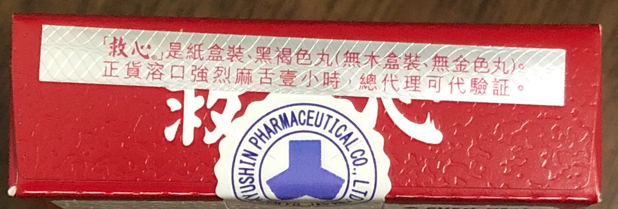 「救心®」是紙盒裝、黑褐色丸(無木盒裝、無金色丸)。
正貨溶口強烈麻舌壹小時，總代理可代驗証。
救心
YUSHIN PHARMACEUTICAL CO., LTD